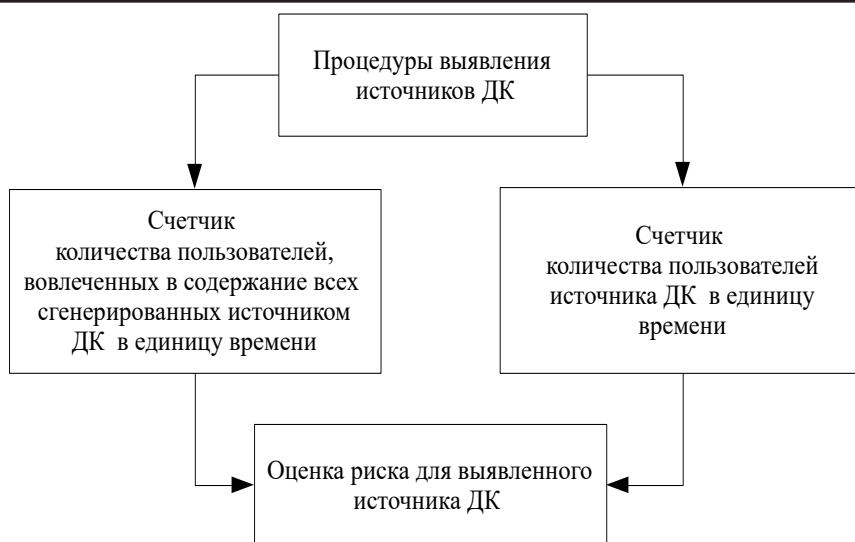 Процедуры выявления
источников ДК
Счетчик
количества пользователей,
вовлеченных в содержание всех
сгенерированных источником
ДК в единицу времени
Счетчик
количества пользователей
источника ДК в единицу
времени
Оценка риска для выявленного
источника ДК